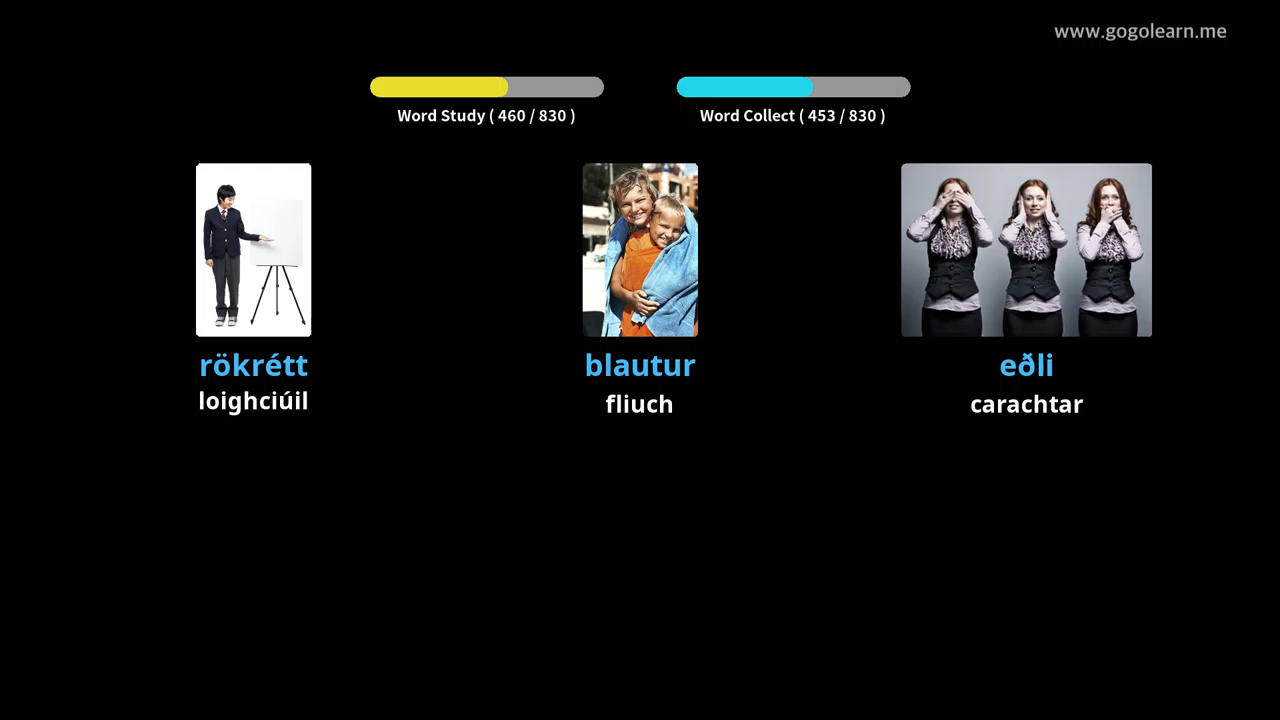 www.gogolearn.me
Word Study ( 460 / 830 )
Word Collect ( 453 / 830 )
rökrétt
loighciúil
blautur
fliuch
eðli
carachtar